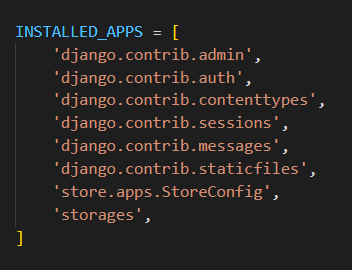 INSTALLED_APPS = [
    'django.contrib.admin',
    'django.contrib.auth',
    'django.contrib.contenttypes',
    'django.contrib.sessions',
    'django.contrib.messages',
    'django.contrib.staticfiles',
    'store.apps.StoreConfig',
    'storages',
]